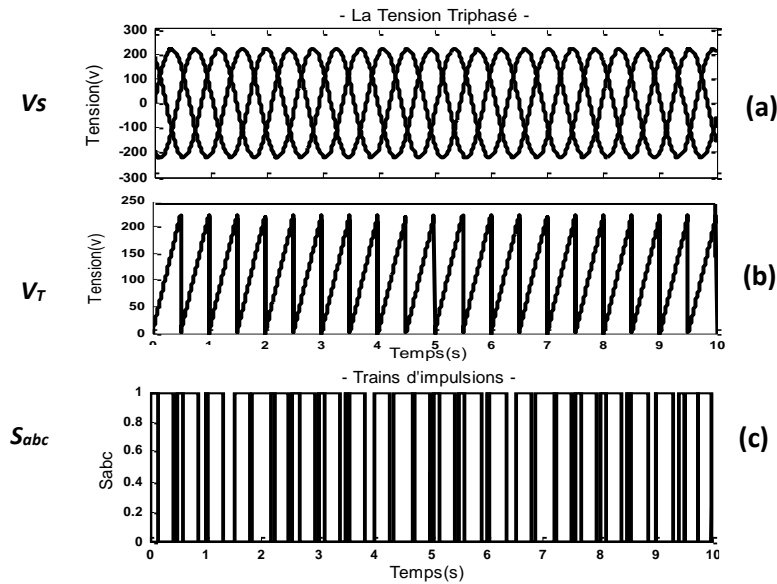 - La Tension Triphasé -
300
200
100
0
-100
-200
-300
Tension(v)
Vs
(a)
250
200
150
100
50
0
Tension(v)
VT
(b)
0 1 2 3 4 5 6 7 8 9 10
Temps(s)
- Trains d'impulsions -
1
0.8
0.6
0.4
0.2
0
Sabc
Sabc
(c)
0 1 2 3 4 5 6 7 8 9 10
Temps(s)